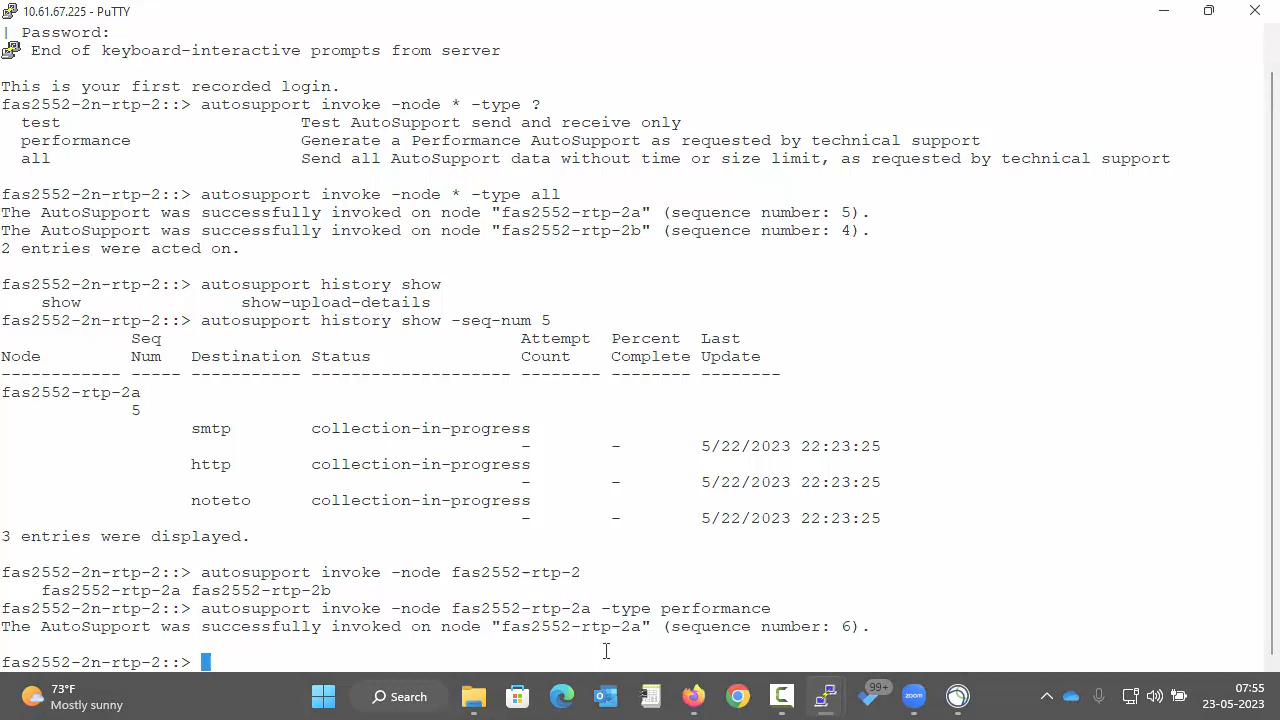 10.61.67.225 - PuTTY
| Password:
End of keyboard-interactive prompts from server
This is your first recorded login.
fas2552-2n-rtp-2::> autosupport invoke -node * -type ?
test Test AutoSupport send and receive only
performance Generate a Performance AutoSupport as requested by technical support
all Send all AutoSupport data without time or size limit, as requested by technical support
fas2552-2n-rtp-2::> autosupport invoke -node * -type all
The AutoSupport was successfully invoked on node "fas2552-rtp-2a" (sequence number: 5).
The AutoSupport was successfully invoked on node "fas2552-rtp-2b" (sequence number: 4).
2 entries were acted on.
fas2552-2n-rtp-2::> autosupport history show
show show-upload-details
fas2552-2n-rtp-2::> autosupport history show -seq-num 5
Seq Attempt Percent Last
Node Num Destination Status Count Complete Update
------------ ----- ----------- -------------------- -------- -------- --------
fas2552-rtp-2a
5
smtp collection-in-progress
- - 5/22/2023 22:23:25
http collection-in-progress
- - 5/22/2023 22:23:25
noteto collection-in-progress
- - 5/22/2023 22:23:25
3 entries were displayed.
fas2552-2n-rtp-2::> autosupport invoke -node fas2552-rtp-2
fas2552-rtp-2a fas2552-rtp-2b
fas2552-2n-rtp-2::> autosupport invoke -node fas2552-rtp-2a -type performance
The AutoSupport was successfully invoked on node "fas2552-rtp-2a" (sequence number: 6).
fas2552-2n-rtp-2::>
73°F
Mostly sunny
Search
99+
zoom
07:55
23-05-2023